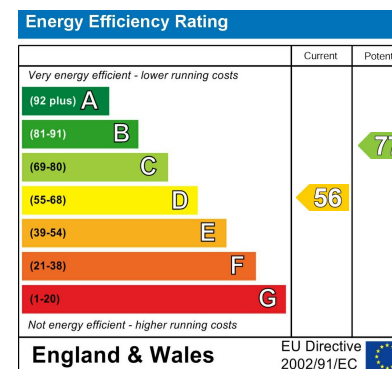 Energy Efficiency Rating
Current
Very energy efficient - lower running costs
(92 plus) A
(81-91) B
(69-80) C
(55-68) D
(39-54) E
(21-38) F
(1-20) G
56
Not energy efficient - higher running costs
England & Wales
EU Directive
2002/91/EC